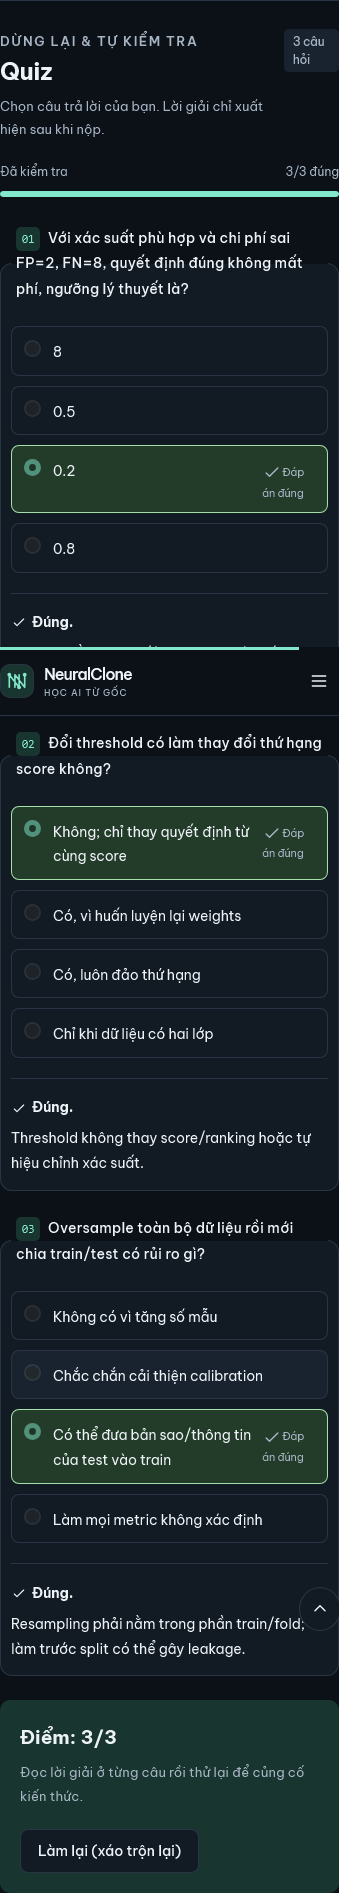 DỪNG LẠI & TỰ KIỂM TRA
3 câu
hỏi
Quiz
Chọn câu trả lời của bạn. Lời giải chỉ xuất
hiện sau khi nộp.
Đã kiểm tra
3/3 đúng
01 Với xác suất phù hợp và chi phí sai
FP=2, FN=8, quyết định đúng không mất
phí, ngưỡng lý thuyết là?
8
0.5
0.2
Đáp
án đúng
0.8
Đúng.
NeuralClone
HỌC AI TỪ GỐC
02 Đổi threshold có làm thay đổi thứ hạng
score không?
Không; chỉ thay quyết định từ
cùng score
Đáp
án đúng
Có, vì huấn luyện lại weights
Có, luôn đảo thứ hạng
Chỉ khi dữ liệu có hai lớp
Đúng.
Threshold không thay score/ranking hoặc tự
hiệu chỉnh xác suất.
03 Oversample toàn bộ dữ liệu rồi mới
chia train/test có rủi ro gì?
Không có vì tăng số mẫu
Chắc chắn cải thiện calibration
Có thể đưa bản sao/thông tin
của test vào train
Đáp
án đúng
Làm mọi metric không xác định
Đúng.
Resampling phải nằm trong phần train/fold;
làm trước split có thể gây leakage.
Điểm: 3/3
Đọc lời giải ở từng câu rồi thử lại để củng cố
kiến thức.
Làm lại (xáo trộn lại)